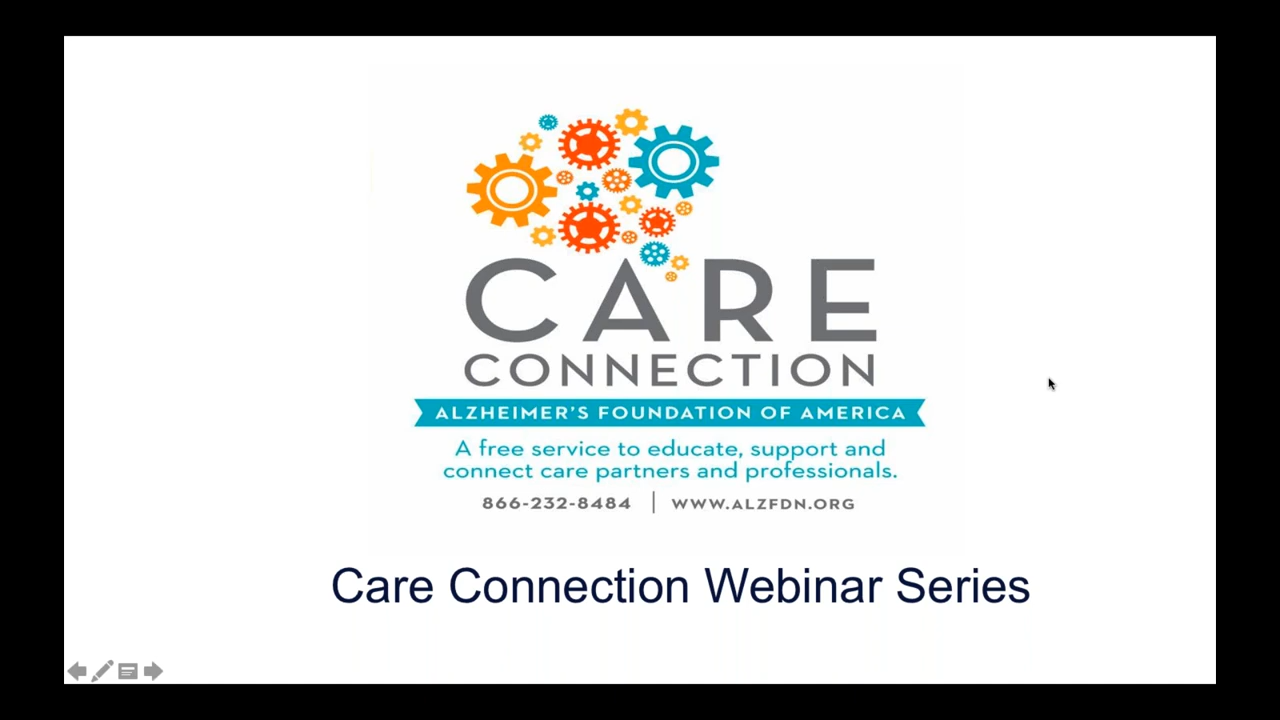 CARE
CONNECTION
ALZHEIMER'S FOUNDATION OF AMERICA
A free service to educate, support and
connect care partners and professionals.
866-232-8484 | WWW.ALZFDN.ORG
Care Connection Webinar Series